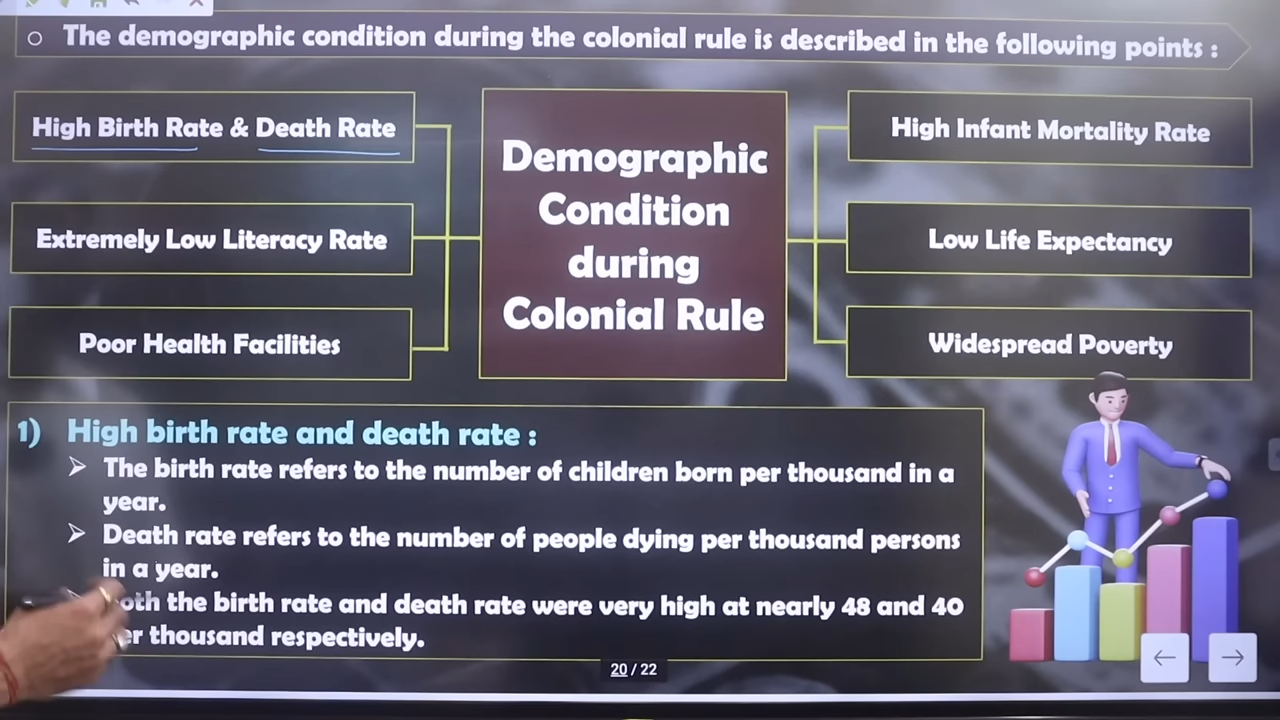 The demographic condition during the colonial rule is described in the following points :
High Birth Rate & Death Rate
Extremely Low Literacy Rate
Poor Health Facilities
Demographic
Condition
during
Colonial Rule
High Infant Mortality Rate
Low Life Expectancy
Widespread Poverty
1) High birth rate and death rate :
The birth rate refers to the number of children born per thousand in a
year.
Death rate refers to the number of people dying per thousand persons
in a year.
the birth rate and death rate were very high at nearly 48 and 40
thousand respectively.
20 / 22